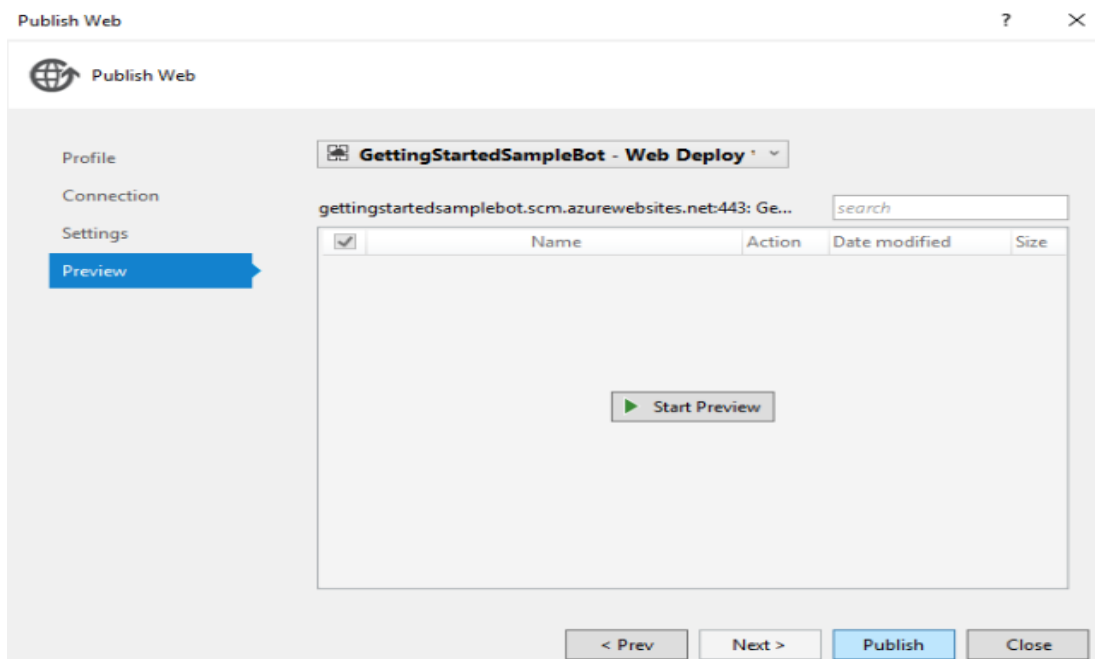 Publish Web ?
Publish Web
Profile
Connection
Settings
Preview
GettingStartedSampleBot - Web Deploy
gettingstartedsamplebot.scm.azurewebsites.net:443: Ge...
search
Name Action Date modified Size
Start Preview
< Prev Next > Publish Close